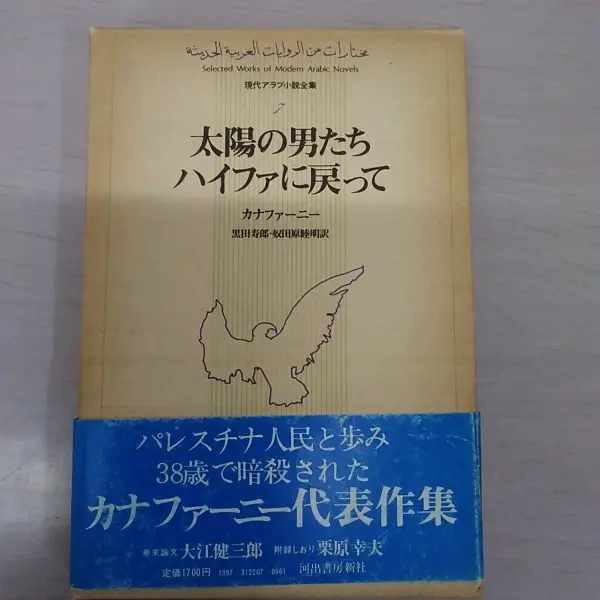 مختارات من الروايات العربية الحديثة
Selected Works of Modern Arabic Novels
現代アラブ小説全集
7
太陽の男たち
ハイファに戻って
カナファーニー
黒田寿郎・奴田原睦明訳
パレスチナ人民と歩み
38歳で暗殺された
カナファーニー代表作集
巻末論文 大江健三郎 附録しおり 栗原幸夫
定価1700円 1397 312207 0961 河出書房新社